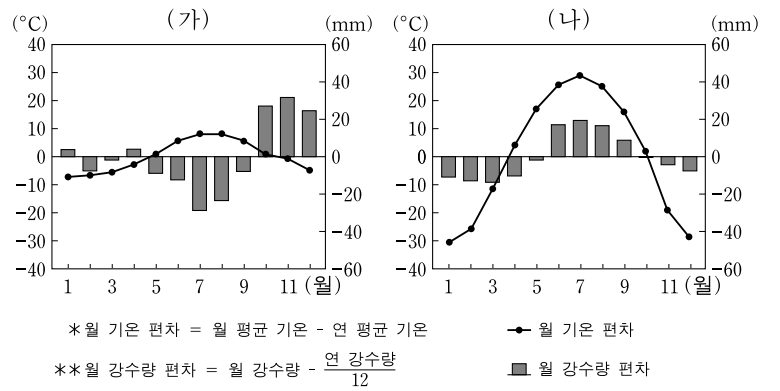 (가) (나)
(°C) (mm) (°C) (mm)
40 60 40 60
30 40 30 40
20 20 20 20
10 10
0 0 0 0
−10 −20 −10 −20
−20 −20
−30 −40 −30 −40
−40 −60 −40 −60
1 3 5 7 9 11 (월) 1 3 5 7 9 11 (월)
*월 기온 편차 = 월 평균 기온 - 연 평균 기온 월 기온 편차
**월 강수량 편차 = 월 강수량 - 연 강수량/12 월 강수량 편차